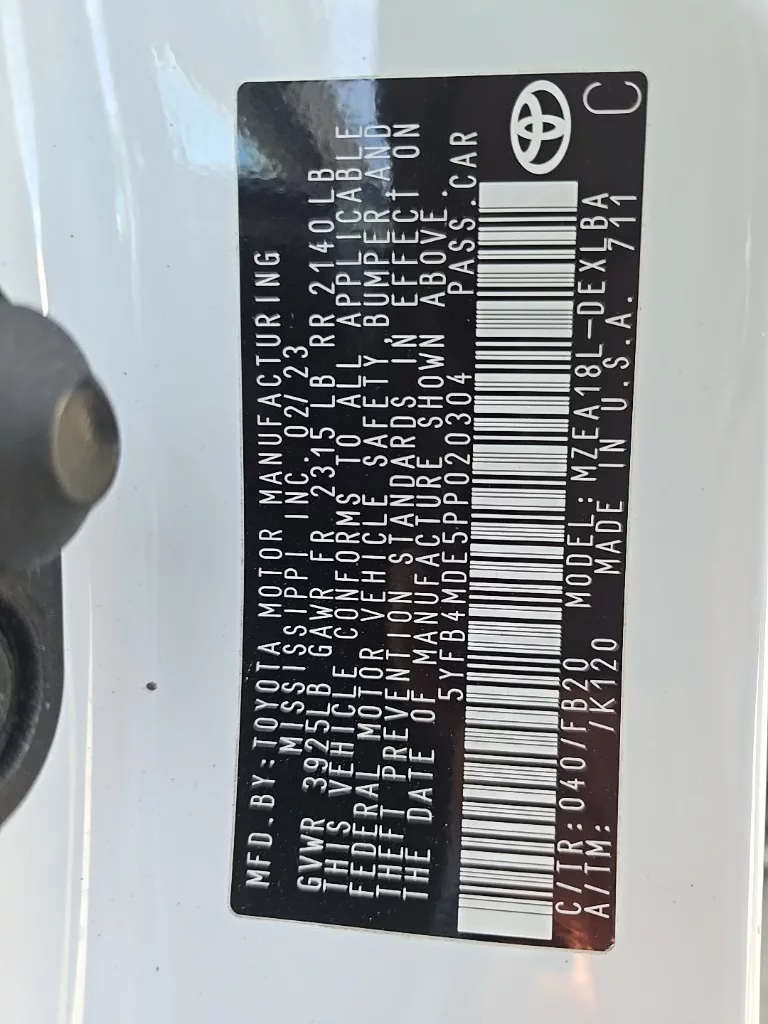 MFD.BY:TOYOTA MOTOR MANUFACTURING
MISSISSIPPI INC. 02/23
GVWR 3925LB GAWR FR 2315 LB RR 2140LB
THIS VEHICLE CONFORMS TO ALL APPLICABLE
FEDERAL MOTOR VEHICLE SAFETY, BUMPER, AND
THEFT PREVENTION STANDARDS IN EFFECT ON
THE DATE OF MANUFACTURE SHOWN ABOVE.
5YFB4MDE5PP020304 PASS.CAR
C/TR:040/FB20 MODEL:MZEA18L-DEXLBA
A/TM: /K120 MADE IN U.S.A. 711
C